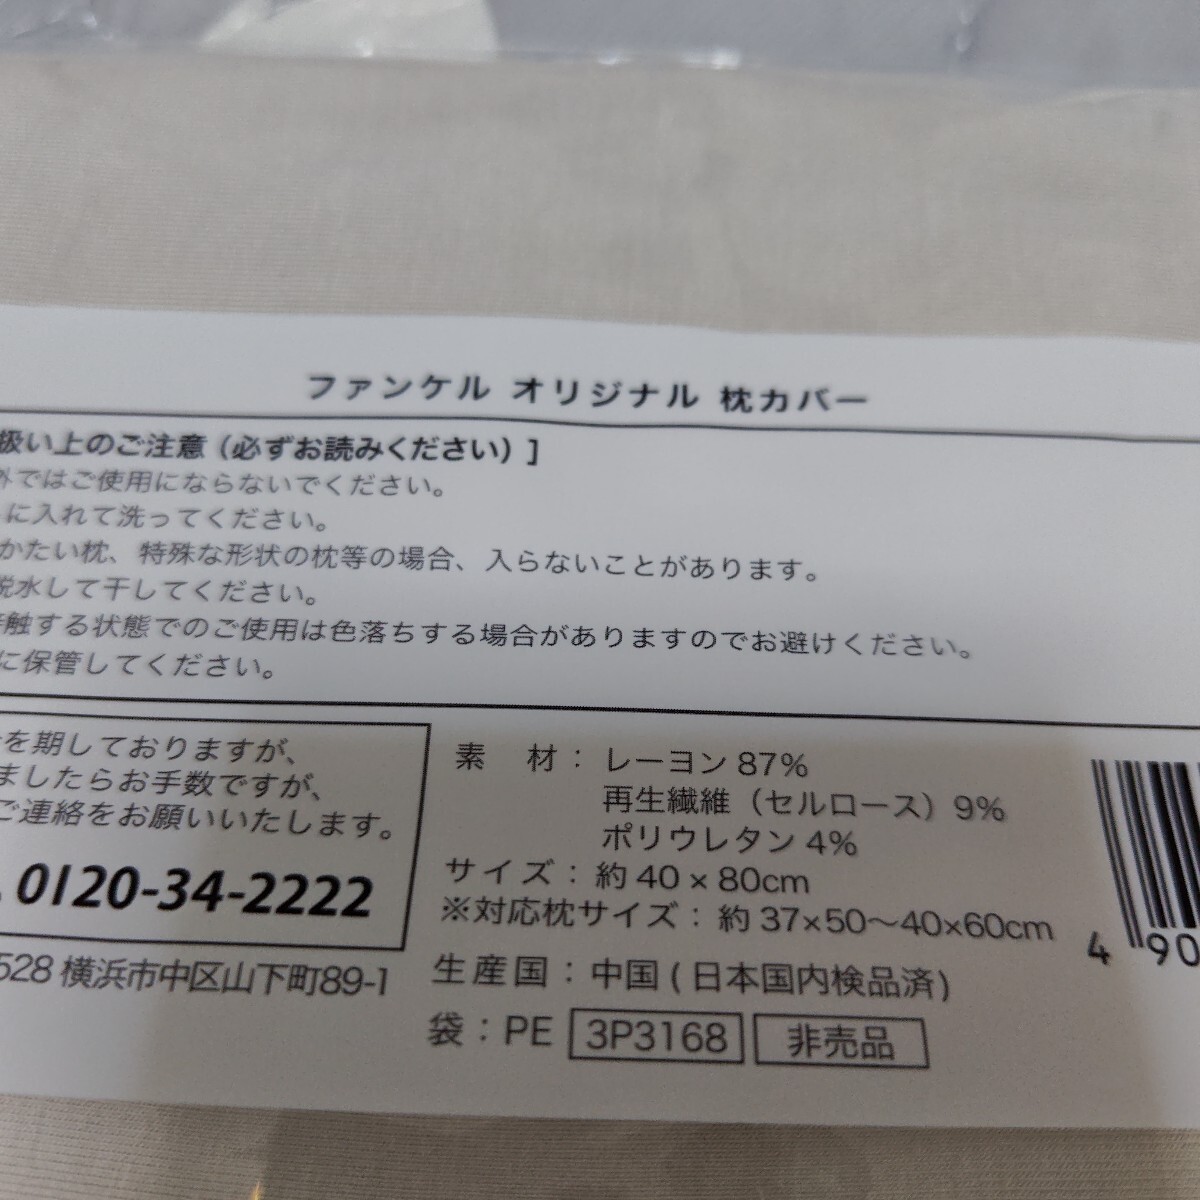 ファンケル オリジナル 枕カバー
扱い上のご注意（必ずお読みください）]
外ではご使用にならないでください。
に入れて洗ってください。
かたい枕、特殊な形状の枕等の場合、入らないことがあります。
脱水して干してください。
触する状態でのご使用は色落ちする場合がありますのでお避けください。
に保管してください。
を期しておりますが、
ましたらお手数ですが、
ご連絡をお願いいたします。
0120-34-2222
528 横浜市中区山下町89-1
素　材：レーヨン 87%
再生繊維（セルロース）9%
ポリウレタン 4%
サイズ：約 40 × 80cm
※対応枕サイズ：約 37×50～40×60cm
生産国：中国 ( 日本国内検品済)
袋：PE 3P3168 非売品
4 90